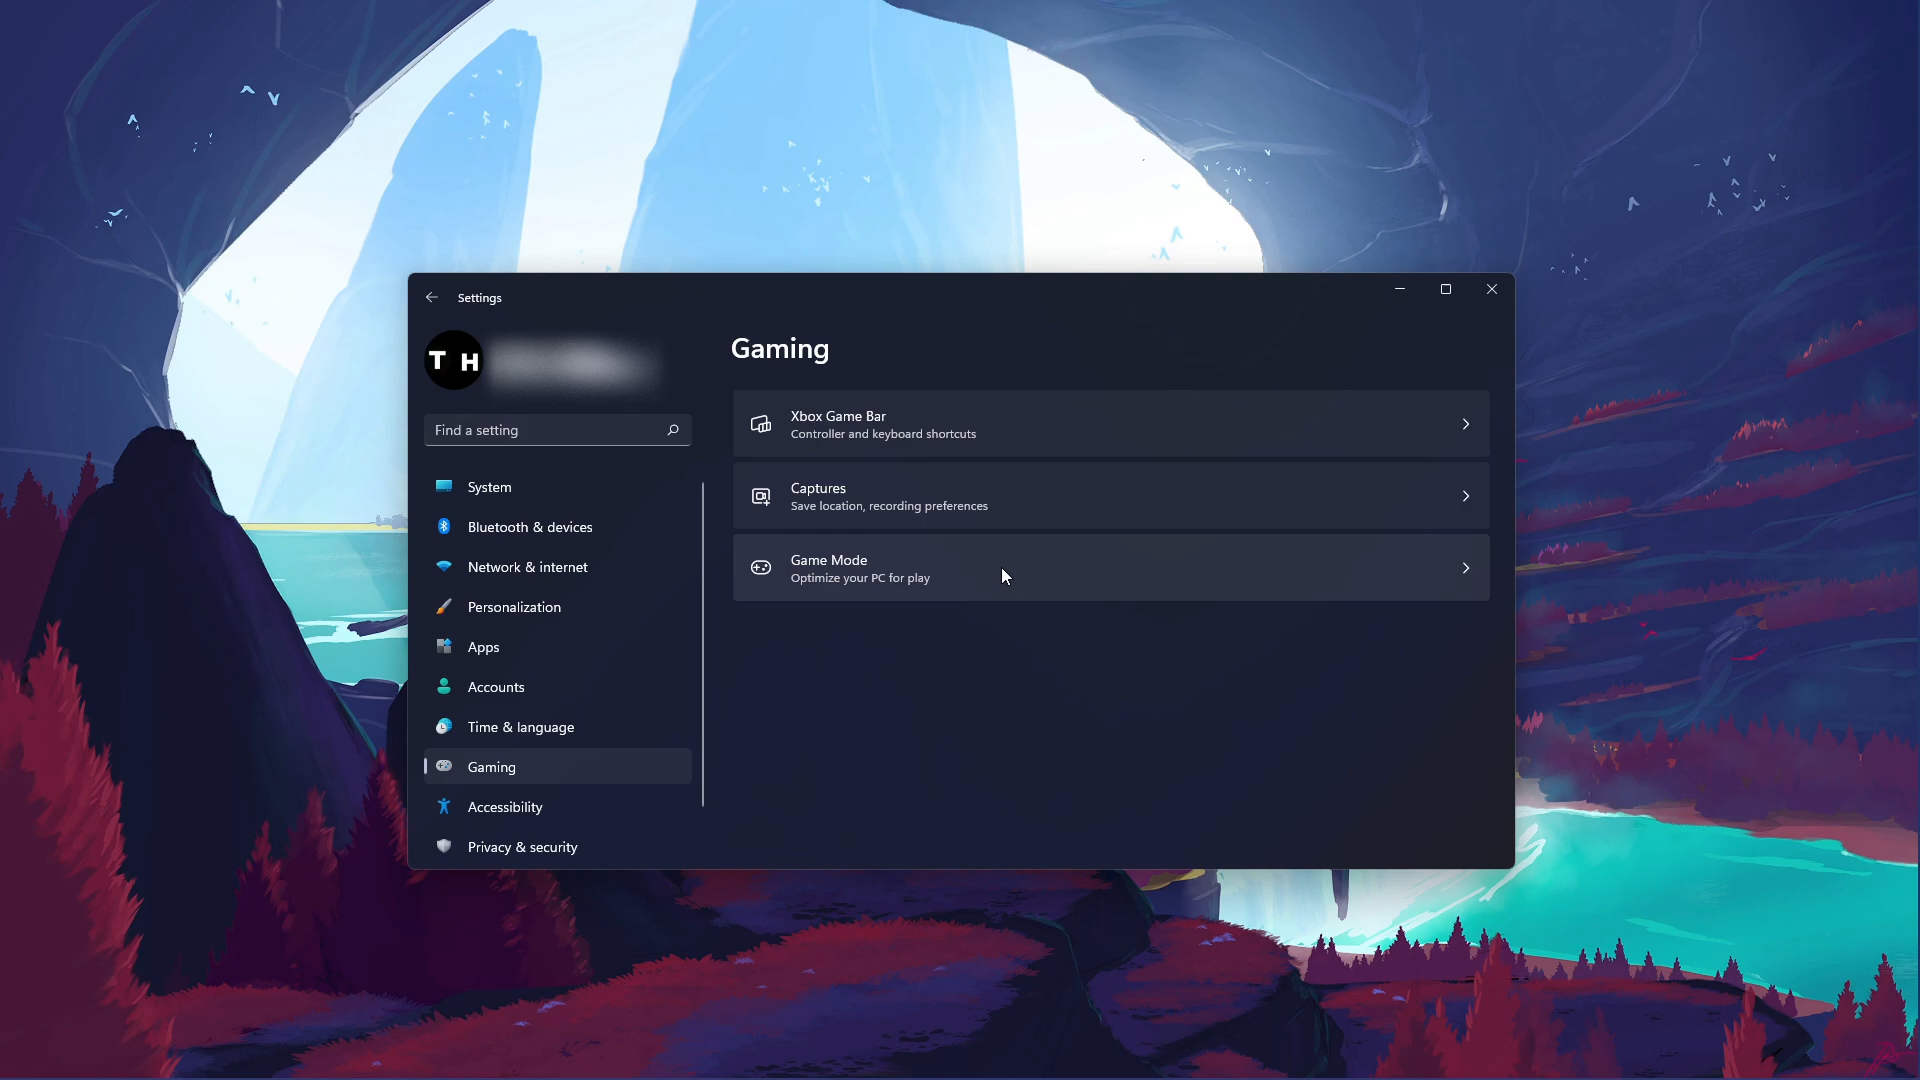 Settings
T H
Gaming
Find a setting
System
Bluetooth & devices
Network & internet
Personalization
Apps
Accounts
Time & language
Gaming
Accessibility
Privacy & security
Xbox Game Bar
Controller and keyboard shortcuts
Captures
Save location, recording preferences
Game Mode
Optimize your PC for play